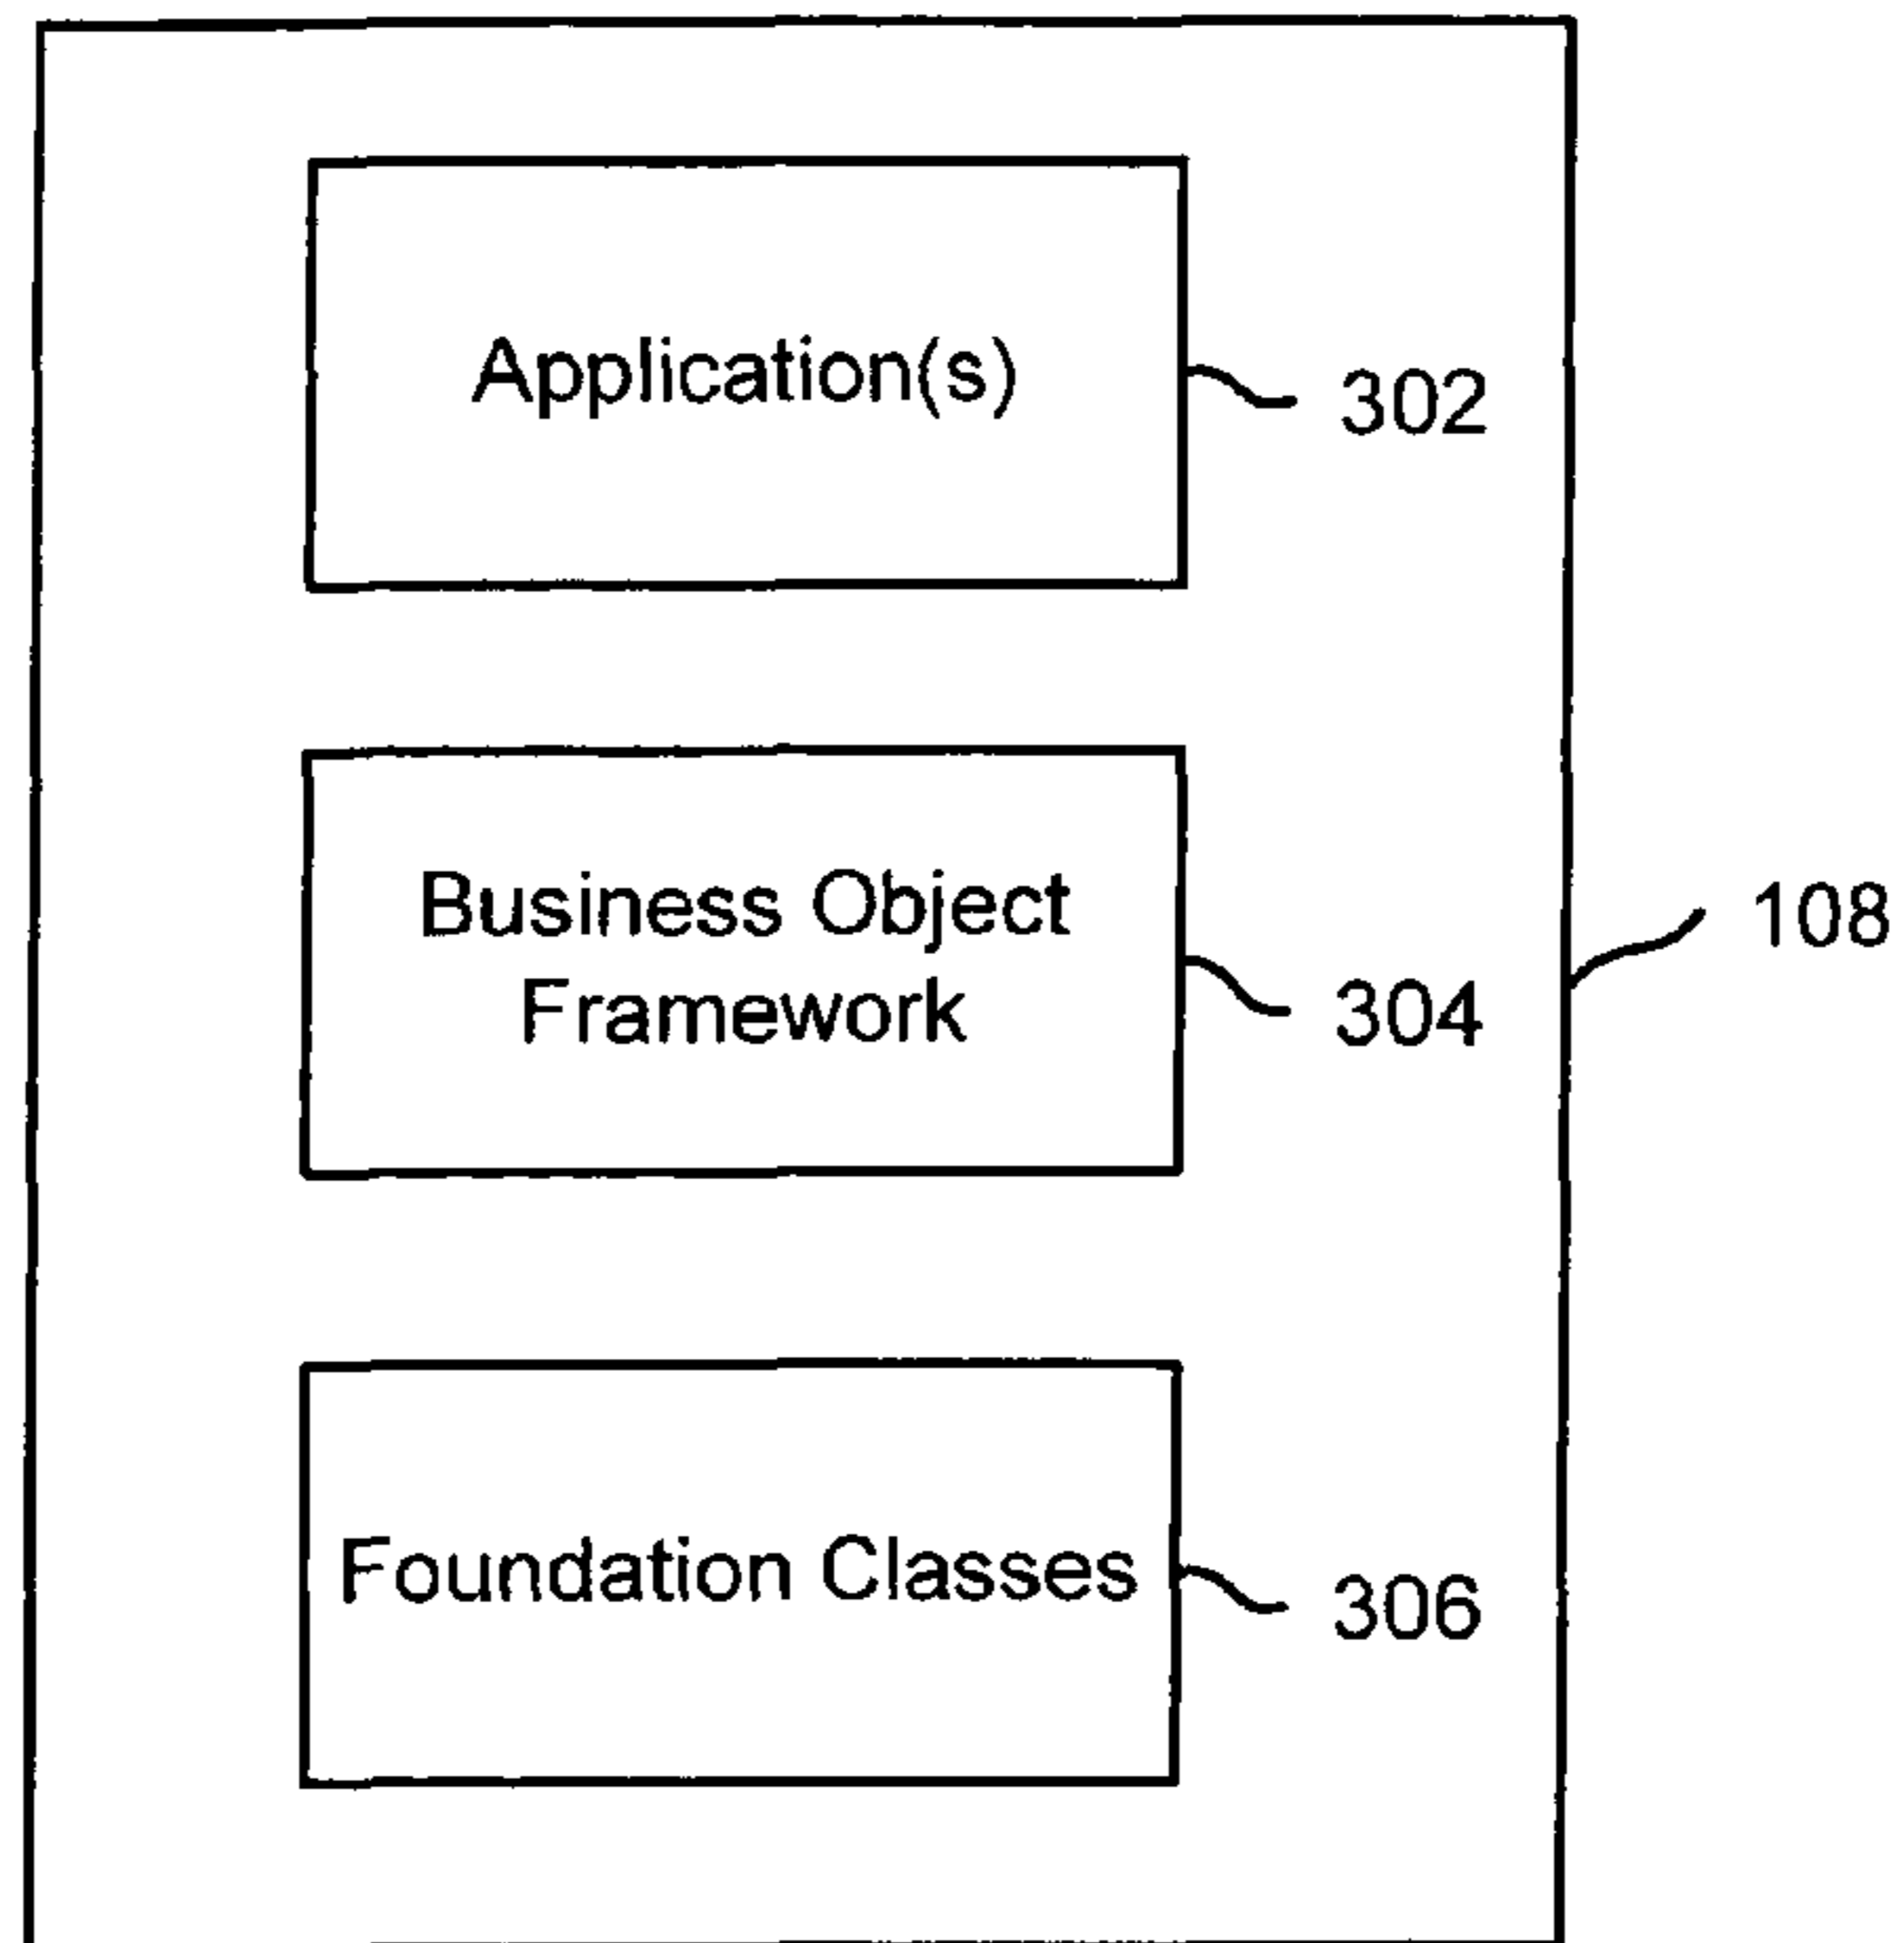 Application(s)
302
Business Object
Framework
304
108
Foundation Classes
306